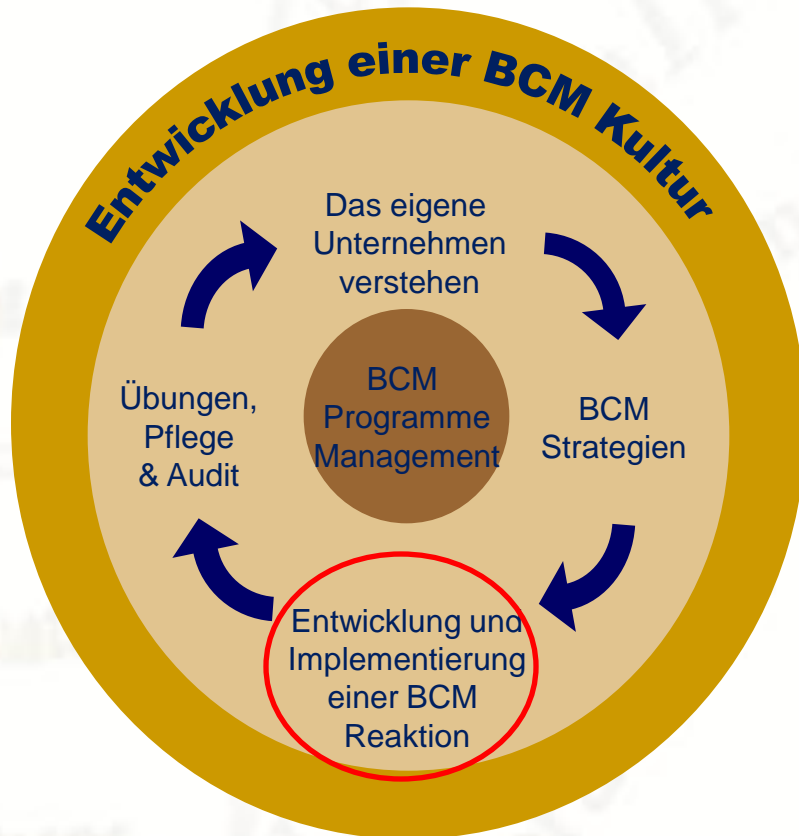 Entwicklung einer BCM Kultur
Das eigene
Unternehmen
verstehen
BCM
Strategien
Entwicklung und
Implementierung
einer BCM
Reaktion
Übungen,
Pflege
& Audit
BCM
Programme
Management